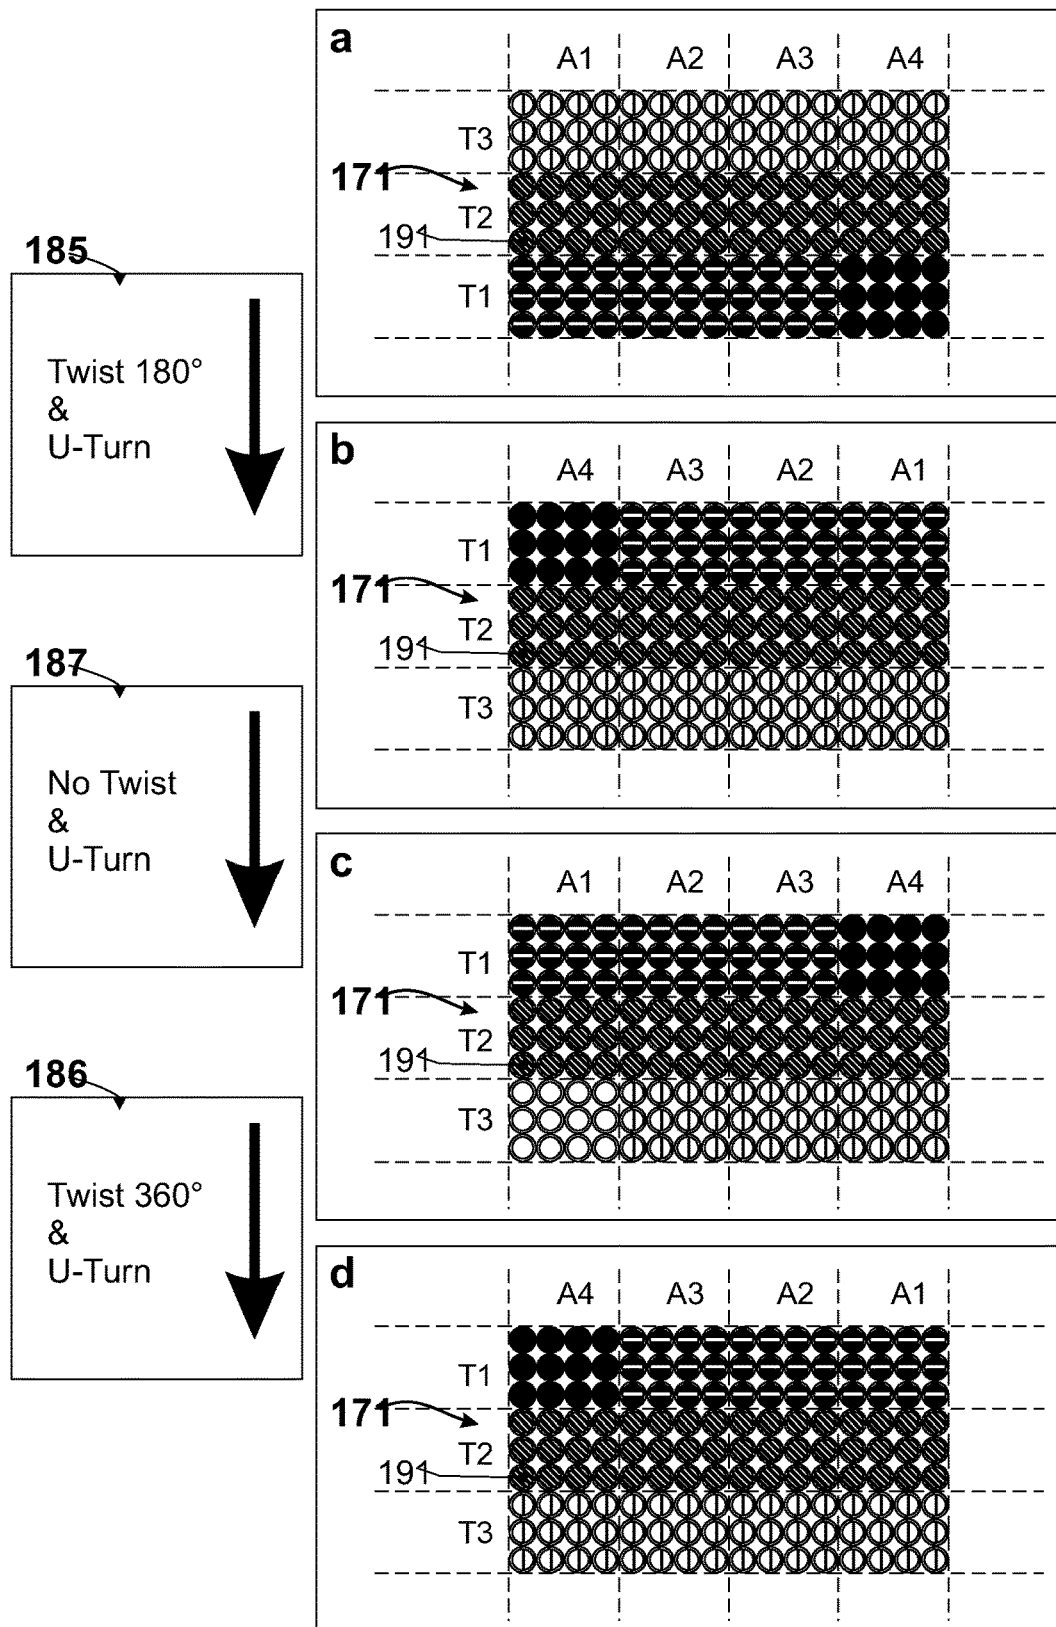 a
A1 A2 A3 A4
T3
171
T2
191
T1
185
Twist 180°
&
U-Turn
b
A4 A3 A2 A1
T1
171
T2
191
T3
187
No Twist
&
U-Turn
c
A1 A2 A3 A4
T1
171
T2
191
T3
186
Twist 360°
&
U-Turn
d
A4 A3 A2 A1
T1
171
T2
191
T3